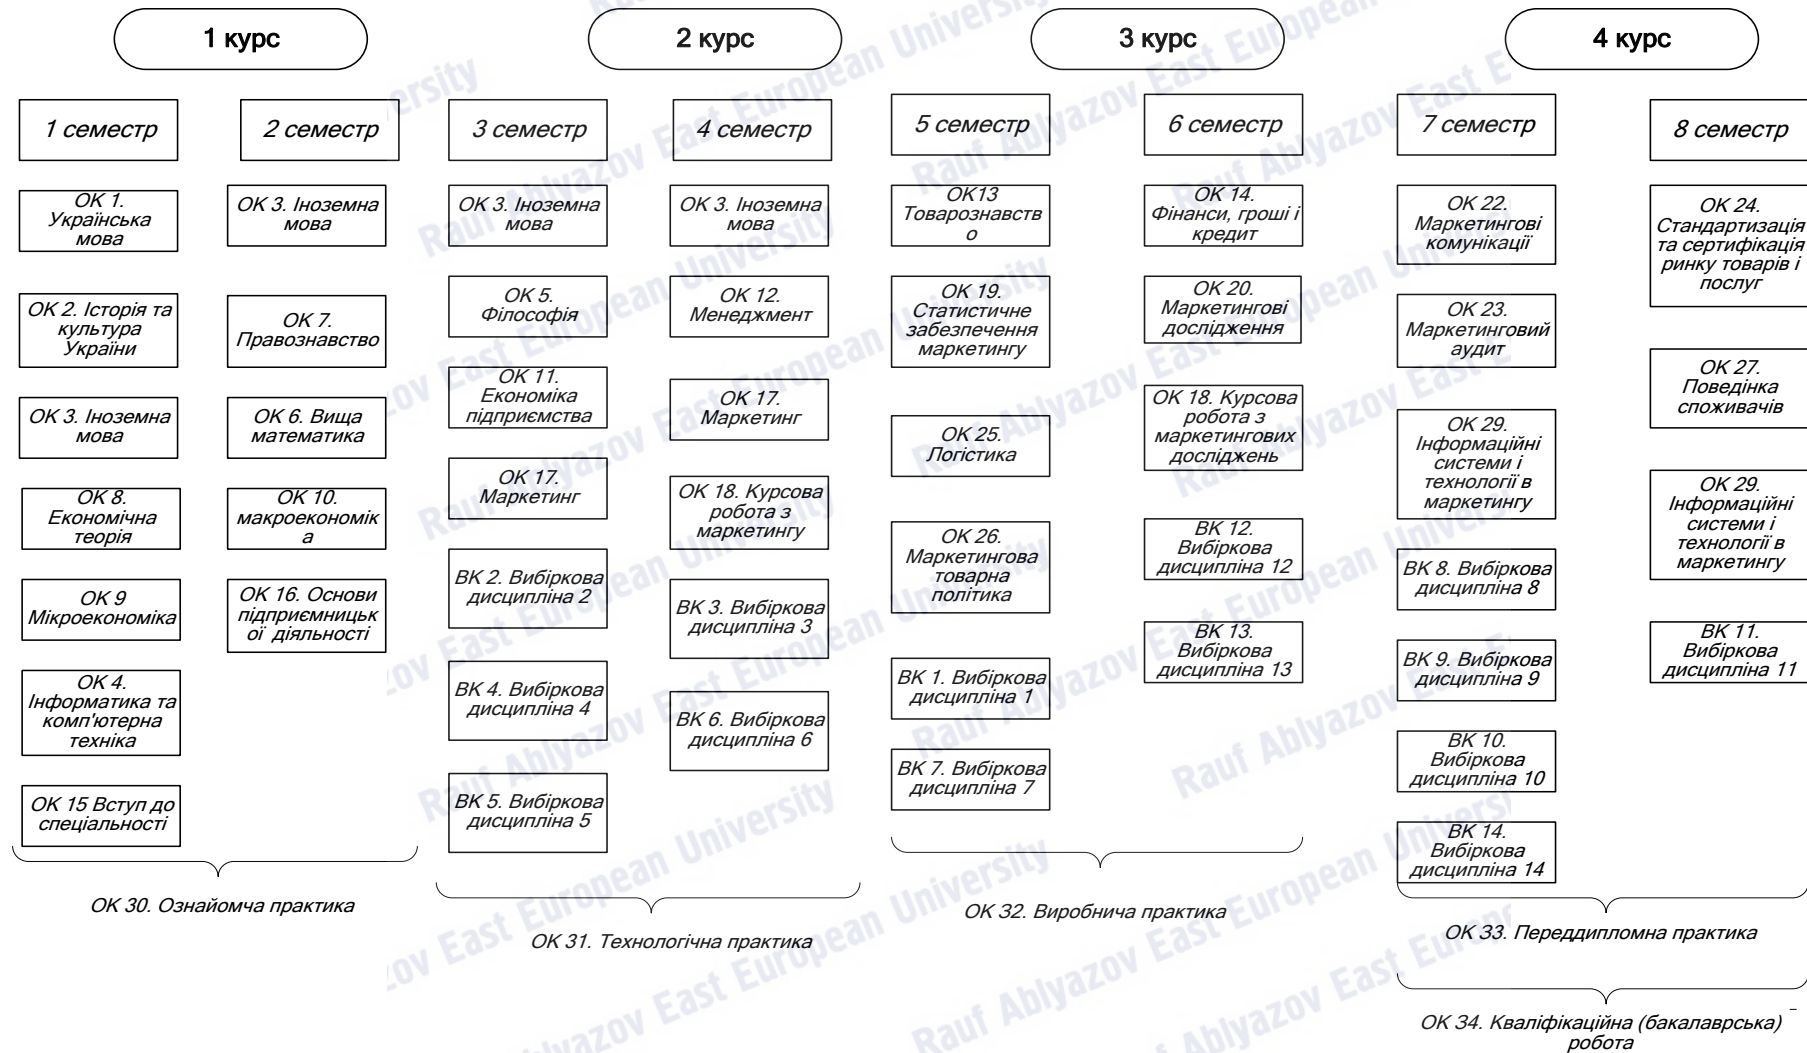 1 курс
2 курс
3 курс
4 курс
1 семестр
2 семестр
3 семестр
4 семестр
5 семестр
6 семестр
7 семестр
8 семестр
ОК 1.
Українська
мова
ОК 2. Історія та
культура
України
ОК 3. Іноземна
мова
ОК 8.
Економічна
теорія
ОК 9
Мікроекономіка
ОК 4.
Інформатика та
комп'ютерна
техніка
ОК 15 Вступ до
спеціальності
ОК 3. Іноземна
мова
ОК 7.
Правознавство
ОК 6. Вища
математика
ОК 10.
макроекономік
а
ОК 16. Основи
підприємницьк
ої діяльності
ОК 30. Ознайомча практика
ОК 3. Іноземна
мова
ОК 5.
Філософія
ОК 11.
Економіка
підприємства
ОК 17.
Маркетинг
ВК 2. Вибіркова
дисципліна 2
ВК 4. Вибіркова
дисципліна 4
ВК 5. Вибіркова
дисципліна 5
ОК 3. Іноземна
мова
ОК 12.
Менеджмент
ОК 17.
Маркетинг
ОК 18. Курсова
робота з
маркетингу
ВК 3. Вибіркова
дисципліна 3
ВК 6. Вибіркова
дисципліна 6
ОК 31. Технологічна практика
ОК13
Товарознавств
о
ОК 19.
Статистичне
забезпечення
маркетингу
ОК 25.
Логістика
ОК 26.
Маркетингова
товарна
політика
ВК 1. Вибіркова
дисципліна 1
ВК 7. Вибіркова
дисципліна 7
ОК 14.
Фінанси, гроші і
кредит
ОК 20.
Маркетингові
дослідження
ОК 18. Курсова
робота з
маркетингових
досліджень
ВК 12.
Вибіркова
дисципліна 12
ВК 13.
Вибіркова
дисципліна 13
ОК 32. Виробнича практика
ОК 22.
Маркетингові
комунікації
ОК 23.
Маркетинговий
аудит
ОК 29.
Інформаційні
системи і
технології в
маркетингу
ВК 8. Вибіркова
дисципліна 8
ВК 9. Вибіркова
дисципліна 9
ВК 10.
Вибіркова
дисципліна 10
ВК 14.
Вибіркова
дисципліна 14
ОК 24.
Стандартизація
та сертифікація
ринку товарів і
послуг
ОК 27.
Поведінка
споживачів
ОК 29.
Інформаційні
системи і
технології в
маркетингу
ВК 11.
Вибіркова
дисципліна 11
ОК 33. Переддипломна практика
ОК 34. Кваліфікаційна (бакалаврська)
робота
Rauf Ablyazov East European University